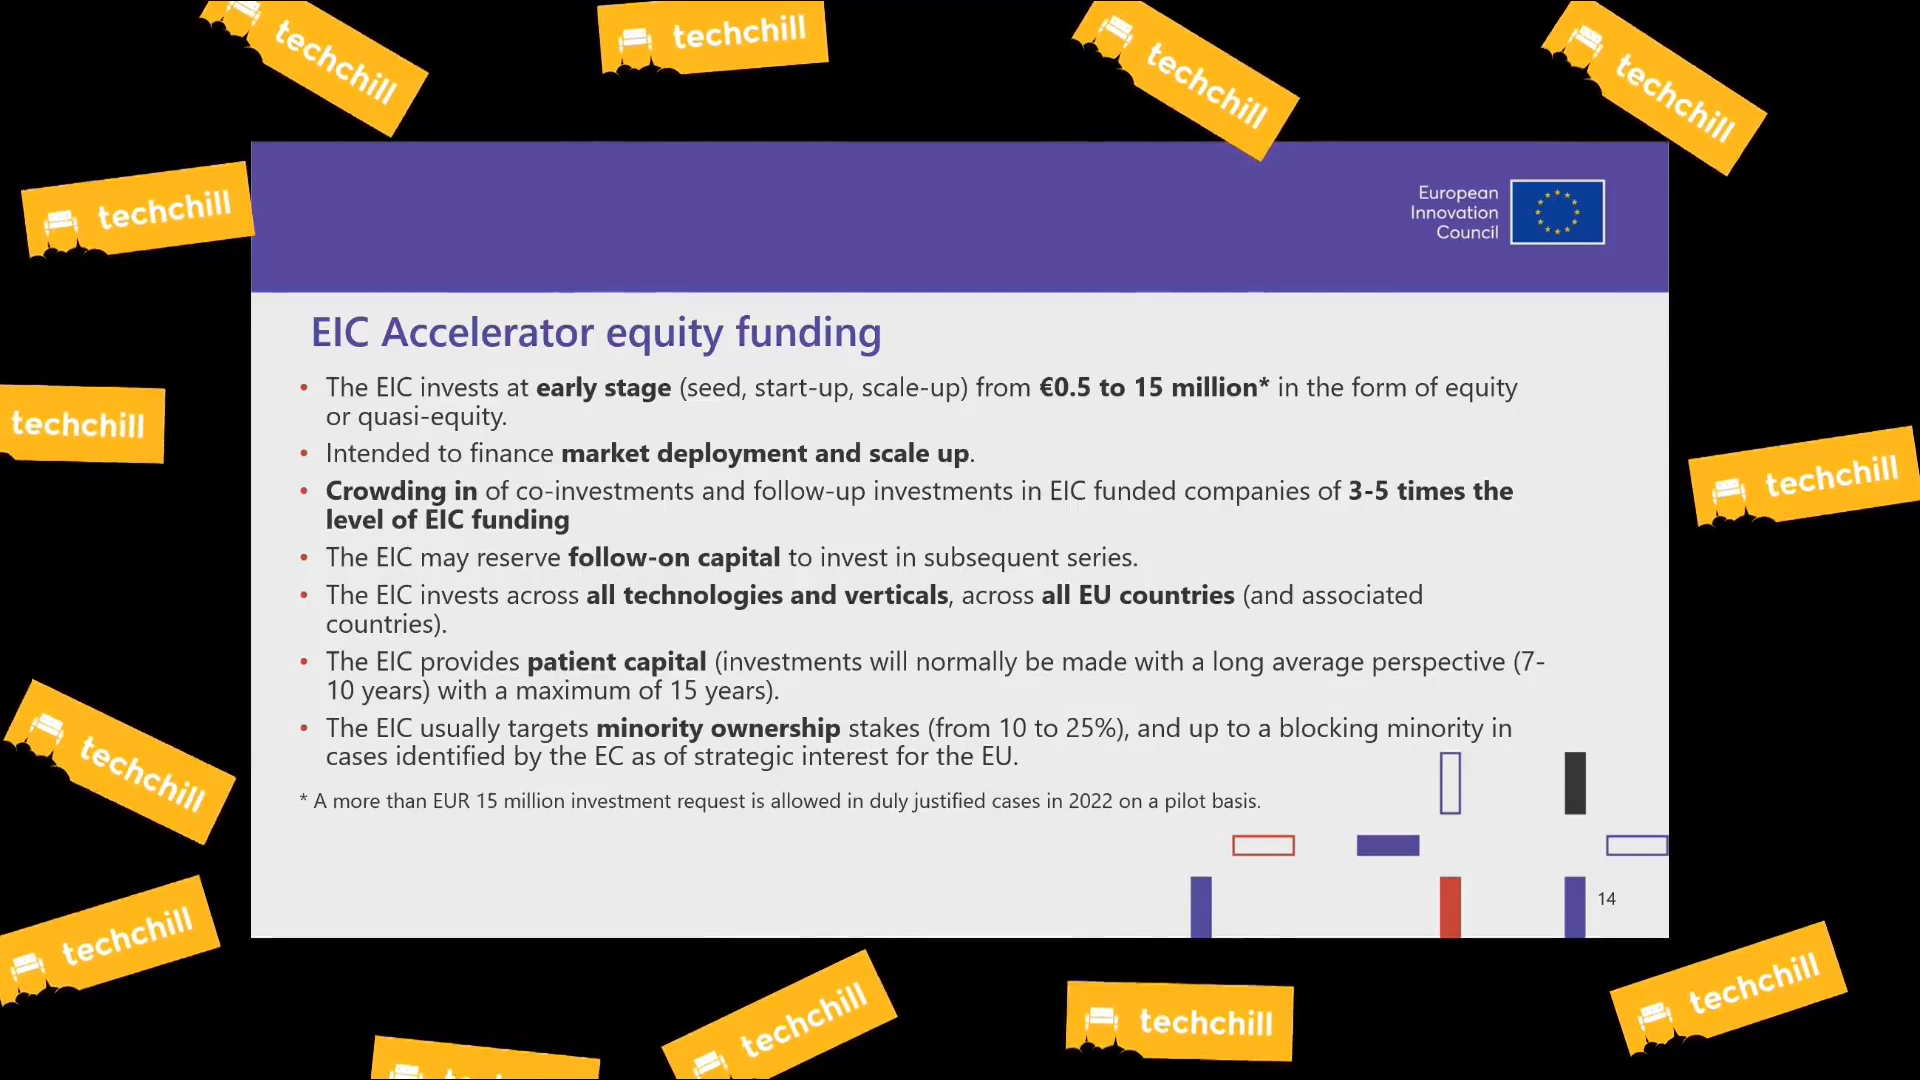 techchill
techchill
techchill
techchill
techchill
European
Innovation
Council
EIC Accelerator equity funding
• The EIC invests at early stage (seed, start-up, scale-up) from €0.5 to 15 million* in the form of equity
or quasi-equity.
• Intended to finance market deployment and scale up.
• Crowding in of co-investments and follow-up investments in EIC funded companies of 3-5 times the
level of EIC funding
• The EIC may reserve follow-on capital to invest in subsequent series.
• The EIC invests across all technologies and verticals, across all EU countries (and associated
countries).
• The EIC provides patient capital (investments will normally be made with a long average perspective (7-
10 years) with a maximum of 15 years).
• The EIC usually targets minority ownership stakes (from 10 to 25%), and up to a blocking minority in
cases identified by the EC as of strategic interest for the EU.
* A more than EUR 15 million investment request is allowed in duly justified cases in 2022 on a pilot basis.
14
techchill
techchill
techchill
techchill
techchill
techchill
techchill